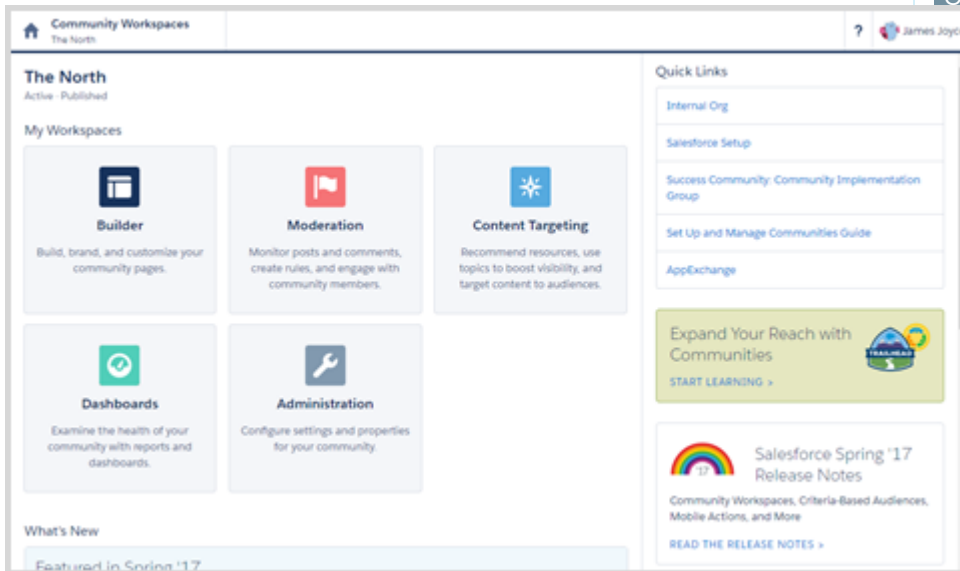 Community Workspaces
The North
?
James Joyc
The North
Active · Published
My Workspaces
Builder
Build, brand, and customize your
community pages.
Moderation
Monitor posts and comments,
create rules, and engage with
community members.
Content Targeting
Recommend resources, use
topics to boost visibility, and
target content to audiences.
Dashboards
Examine the health of your
community with reports and
dashboards.
Administration
Configure settings and properties
for your community.
What's New
Featured in Spring '17
Quick Links
Internal Org
Salesforce Setup
Success Community: Community Implementation
Group
Set Up and Manage Communities Guide
AppExchange
Expand Your Reach with
Communities
START LEARNING >
TRAILHEAD
'17
Salesforce Spring '17
Release Notes
Community Workspaces, Criteria-Based Audiences,
Mobile Actions, and More
READ THE RELEASE NOTES >